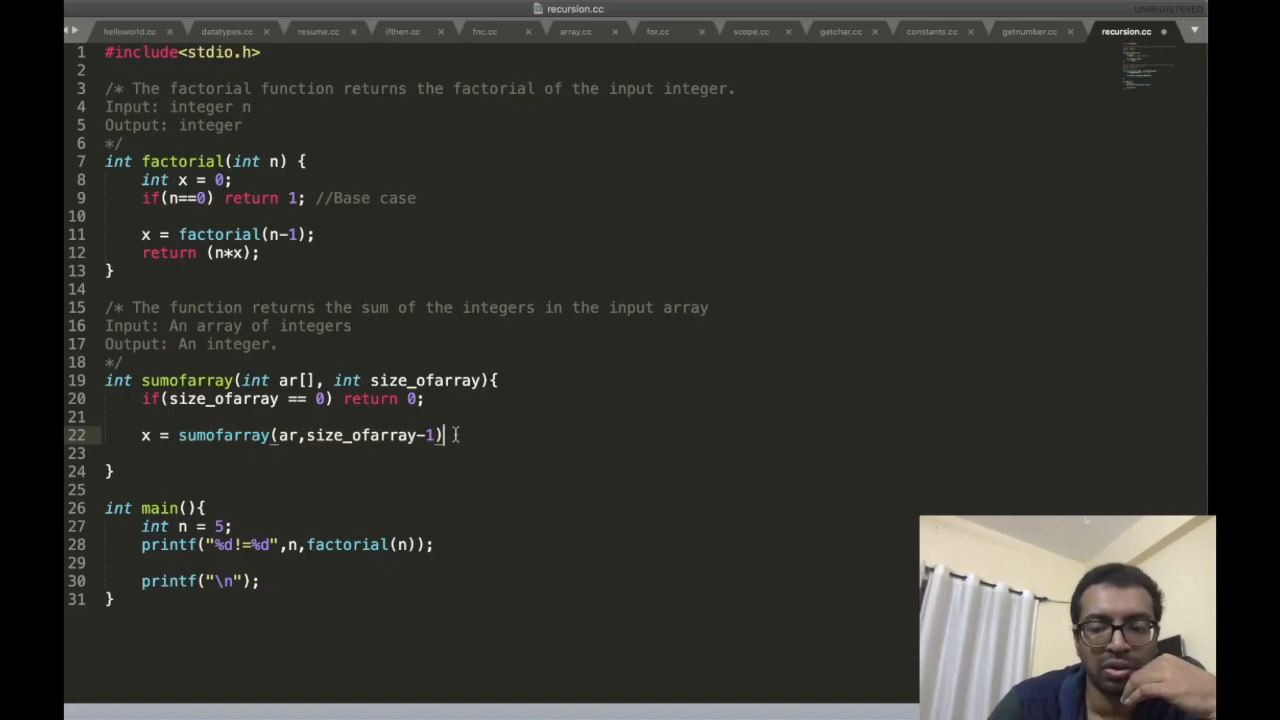 recursion.cc
UNREGISTERED
helloworld.cc
datatypes.cc
resume.cc
ifthen.cc
fnc.cc
array.cc
for.cc
scope.cc
getchar.cc
constants.cc
getnumber.cc
recursion.cc
1 #include<stdio.h>
2
3 /* The factorial function returns the factorial of the input integer.
4 Input: integer n
5 Output: integer
6 */
7 int factorial(int n) {
8 int x = 0;
9 if(n==0) return 1; //Base case
10
11 x = factorial(n-1);
12 return (n*x);
13 }
14
15 /* The function returns the sum of the integers in the input array
16 Input: An array of integers
17 Output: An integer.
18 */
19 int sumofarray(int ar[], int size_ofarray){
20 if(size_ofarray == 0) return 0;
21
22 x = sumofarray(ar,size_ofarray-1)
23
24 }
25
26 int main(){
27 int n = 5;
28 printf("%d!=%d",n,factorial(n));
29
30 printf("\n");
31 }